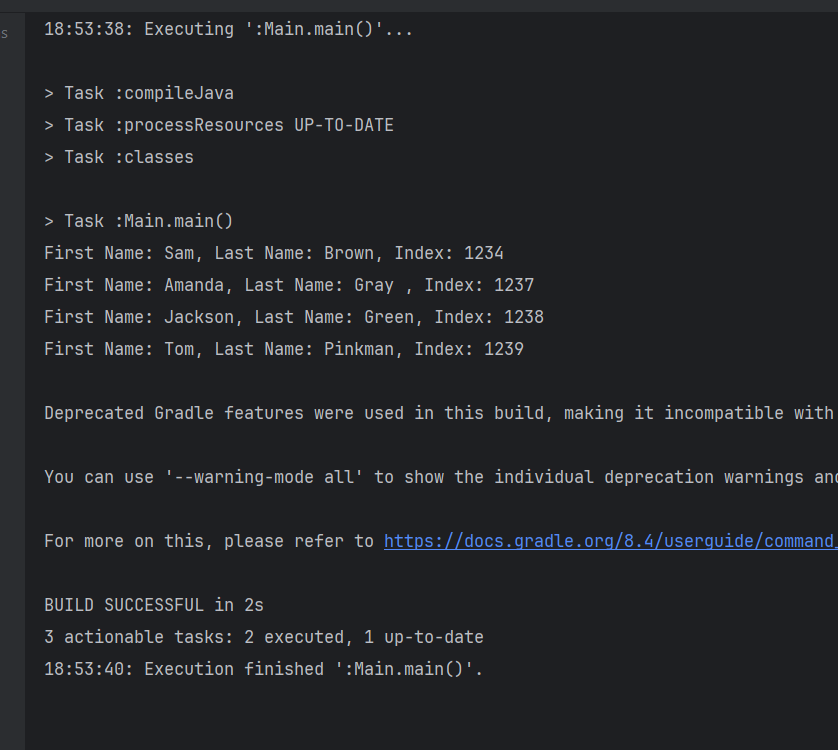 s
18:53:38: Executing ':Main.main()'...
> Task :compileJava
> Task :processResources UP-TO-DATE
> Task :classes
> Task :Main.main()
First Name: Sam, Last Name: Brown, Index: 1234
First Name: Amanda, Last Name: Gray , Index: 1237
First Name: Jackson, Last Name: Green, Index: 1238
First Name: Tom, Last Name: Pinkman, Index: 1239
Deprecated Gradle features were used in this build, making it incompatible with
You can use '--warning-mode all' to show the individual deprecation warnings and
For more on this, please refer to https://docs.gradle.org/8.4/userguide/command_
BUILD SUCCESSFUL in 2s
3 actionable tasks: 2 executed, 1 up-to-date
18:53:40: Execution finished ':Main.main()'.